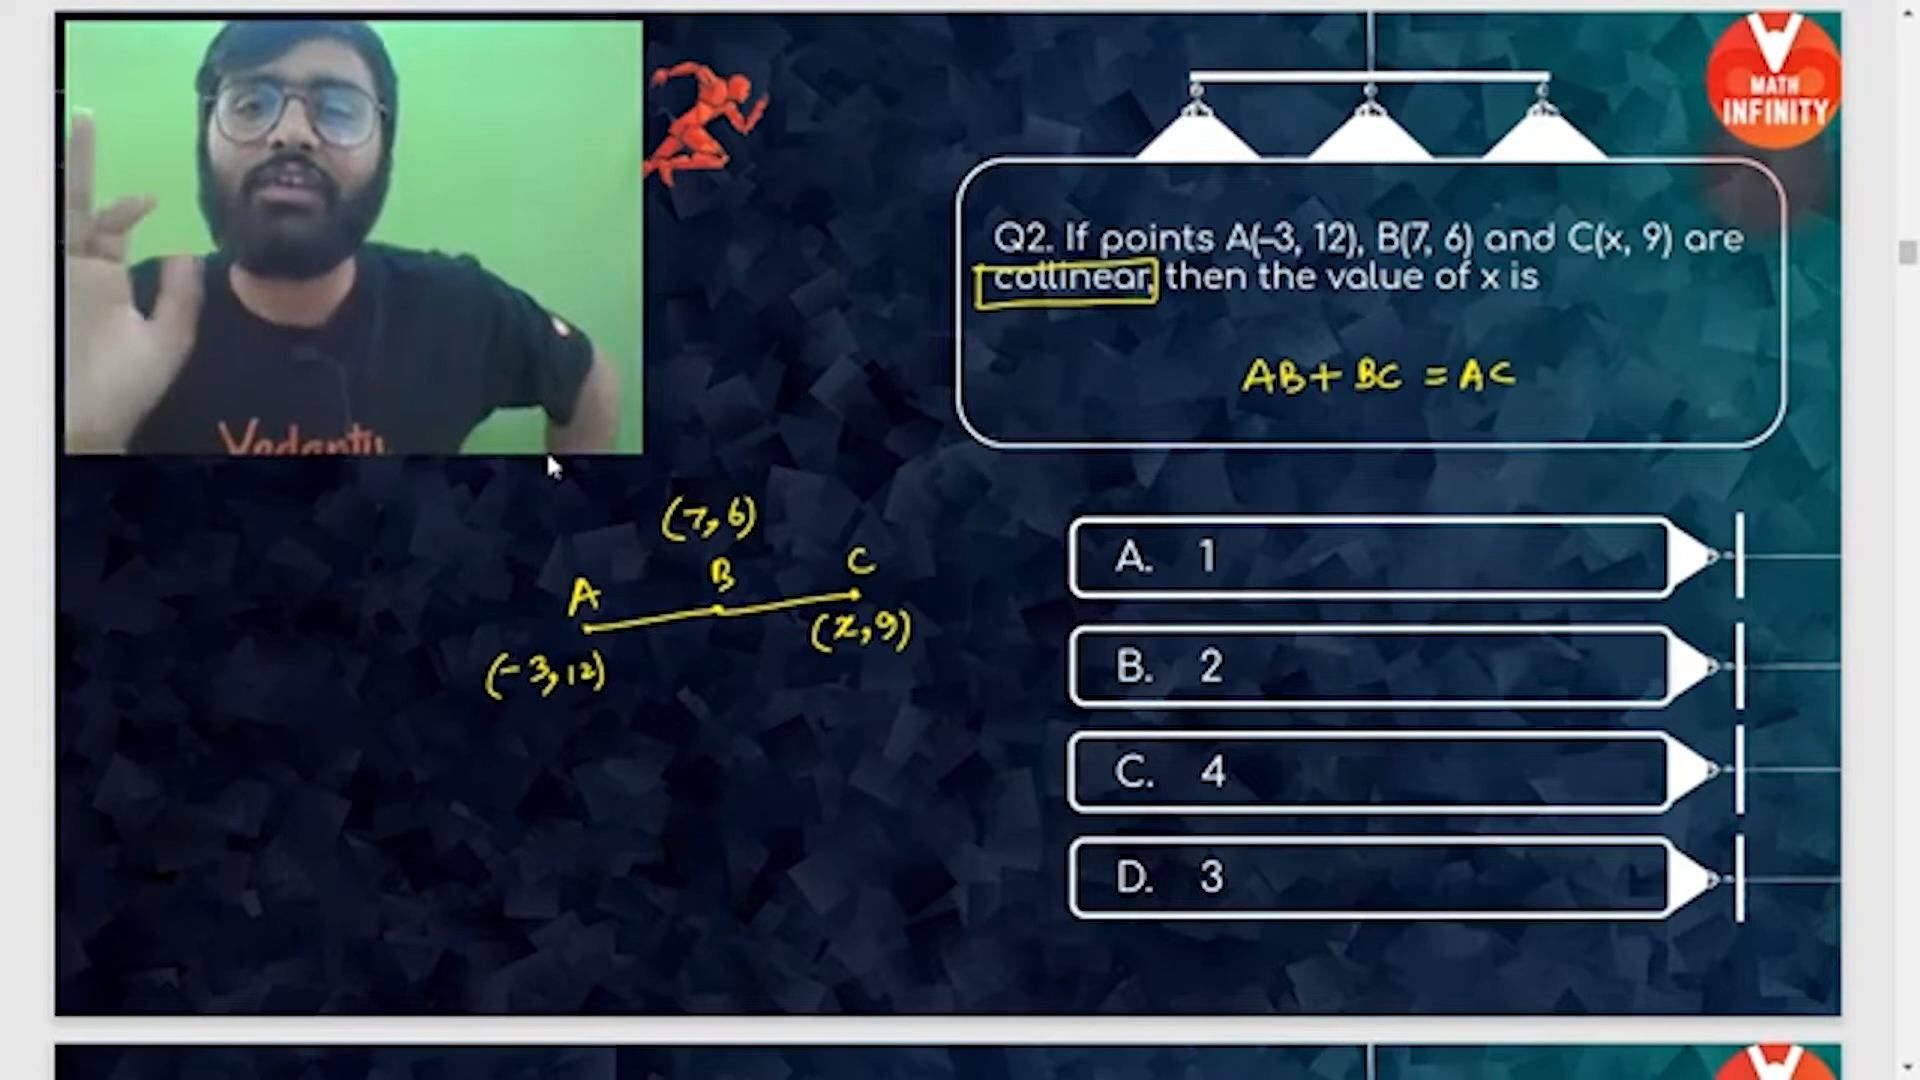 MATH
INFINITY
Q2. If points A(–3, 12), B(7, 6) and C(x, 9) are
collinear, then the value of x is
AB + BC = AC
Vedantu
(7, 6)
A B C
(-3, 12)
(x, 9)
A. 1
B. 2
C. 4
D. 3